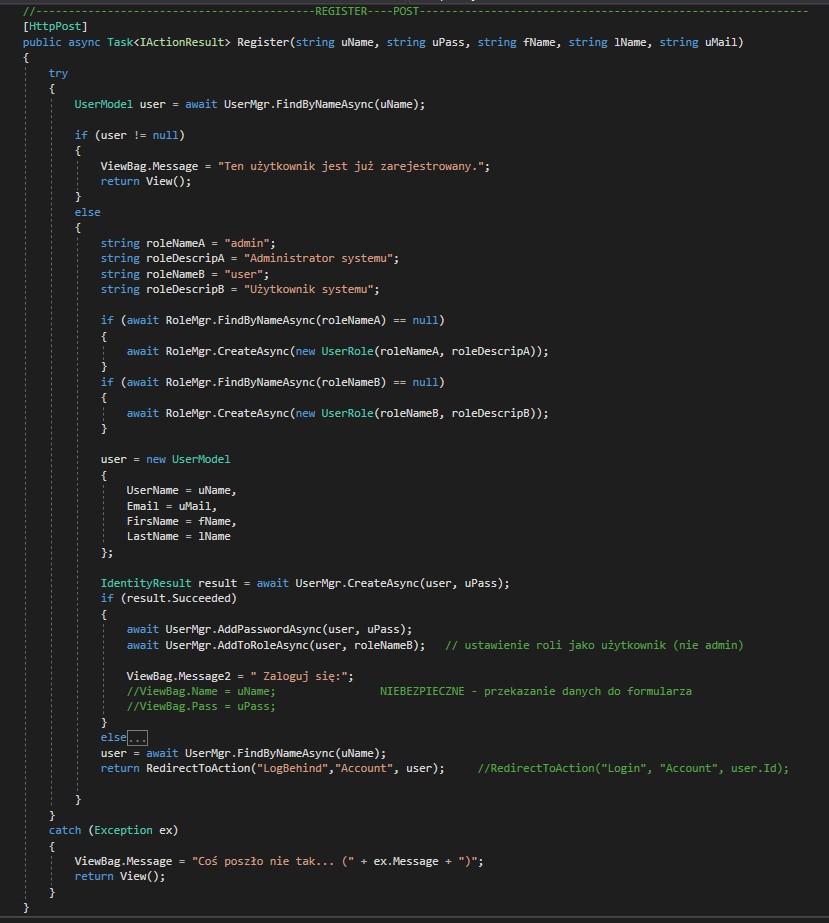 //-------------------------------------------REGISTER----POST------------------------------------------------------------
[HttpPost]
public async Task<IActionResult> Register(string uName, string uPass, string fName, string lName, string uMail)
{
    try
    {
        UserModel user = await UserMgr.FindByNameAsync(uName);

        if (user != null)
        {
            ViewBag.Message = "Ten użytkownik jest już zarejestrowany.";
            return View();
        }
        else
        {
            string roleNameA = "admin";
            string roleDescripA = "Administrator systemu";
            string roleNameB = "user";
            string roleDescripB = "Użytkownik systemu";

            if (await RoleMgr.FindByNameAsync(roleNameA) == null)
            {
                await RoleMgr.CreateAsync(new UserRole(roleNameA, roleDescripA));
            }
            if (await RoleMgr.FindByNameAsync(roleNameB) == null)
            {
                await RoleMgr.CreateAsync(new UserRole(roleNameB, roleDescripB));
            }

            user = new UserModel
            {
                UserName = uName,
                Email = uMail,
                FirsName = fName,
                LastName = lName
            };

            IdentityResult result = await UserMgr.CreateAsync(user, uPass);
            if (result.Succeeded)
            {
                await UserMgr.AddPasswordAsync(user, uPass);
                await UserMgr.AddToRoleAsync(user, roleNameB);   // ustawienie roli jako użytkownik (nie admin)

                ViewBag.Message2 = " Zaloguj się:";
                //ViewBag.Name = uName;                NIEBEZPIECZNE - przekazanie danych do formularza
                //ViewBag.Pass = uPass;
            }
            else...
            user = await UserMgr.FindByNameAsync(uName);
            return RedirectToAction("LogBehind","Account", user);     //RedirectToAction("Login", "Account", user.Id);

        }
    }
    catch (Exception ex)
    {
        ViewBag.Message = "Coś poszło nie tak... (" + ex.Message + ")";
        return View();
    }
}